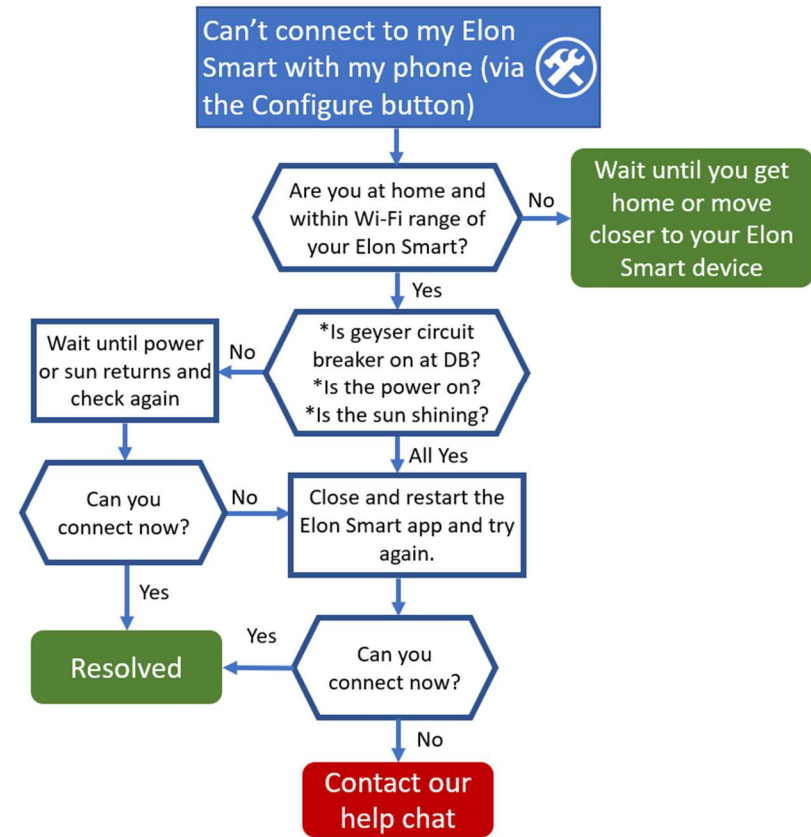 Can't connect to my Elon
Smart with my phone (via
the Configure button)
Are you at home and
within Wi-Fi range of
your Elon Smart?
No
Wait until you get
home or move
closer to your Elon
Smart device
Yes
*Is geyser circuit
breaker on at DB?
*Is the power on?
*Is the sun shining?
No
Wait until power
or sun returns and
check again
All Yes
Can you
connect now?
No
Close and restart the
Elon Smart app and try
again.
Yes
Resolved
Yes
Can you
connect now?
No
Contact our
help chat